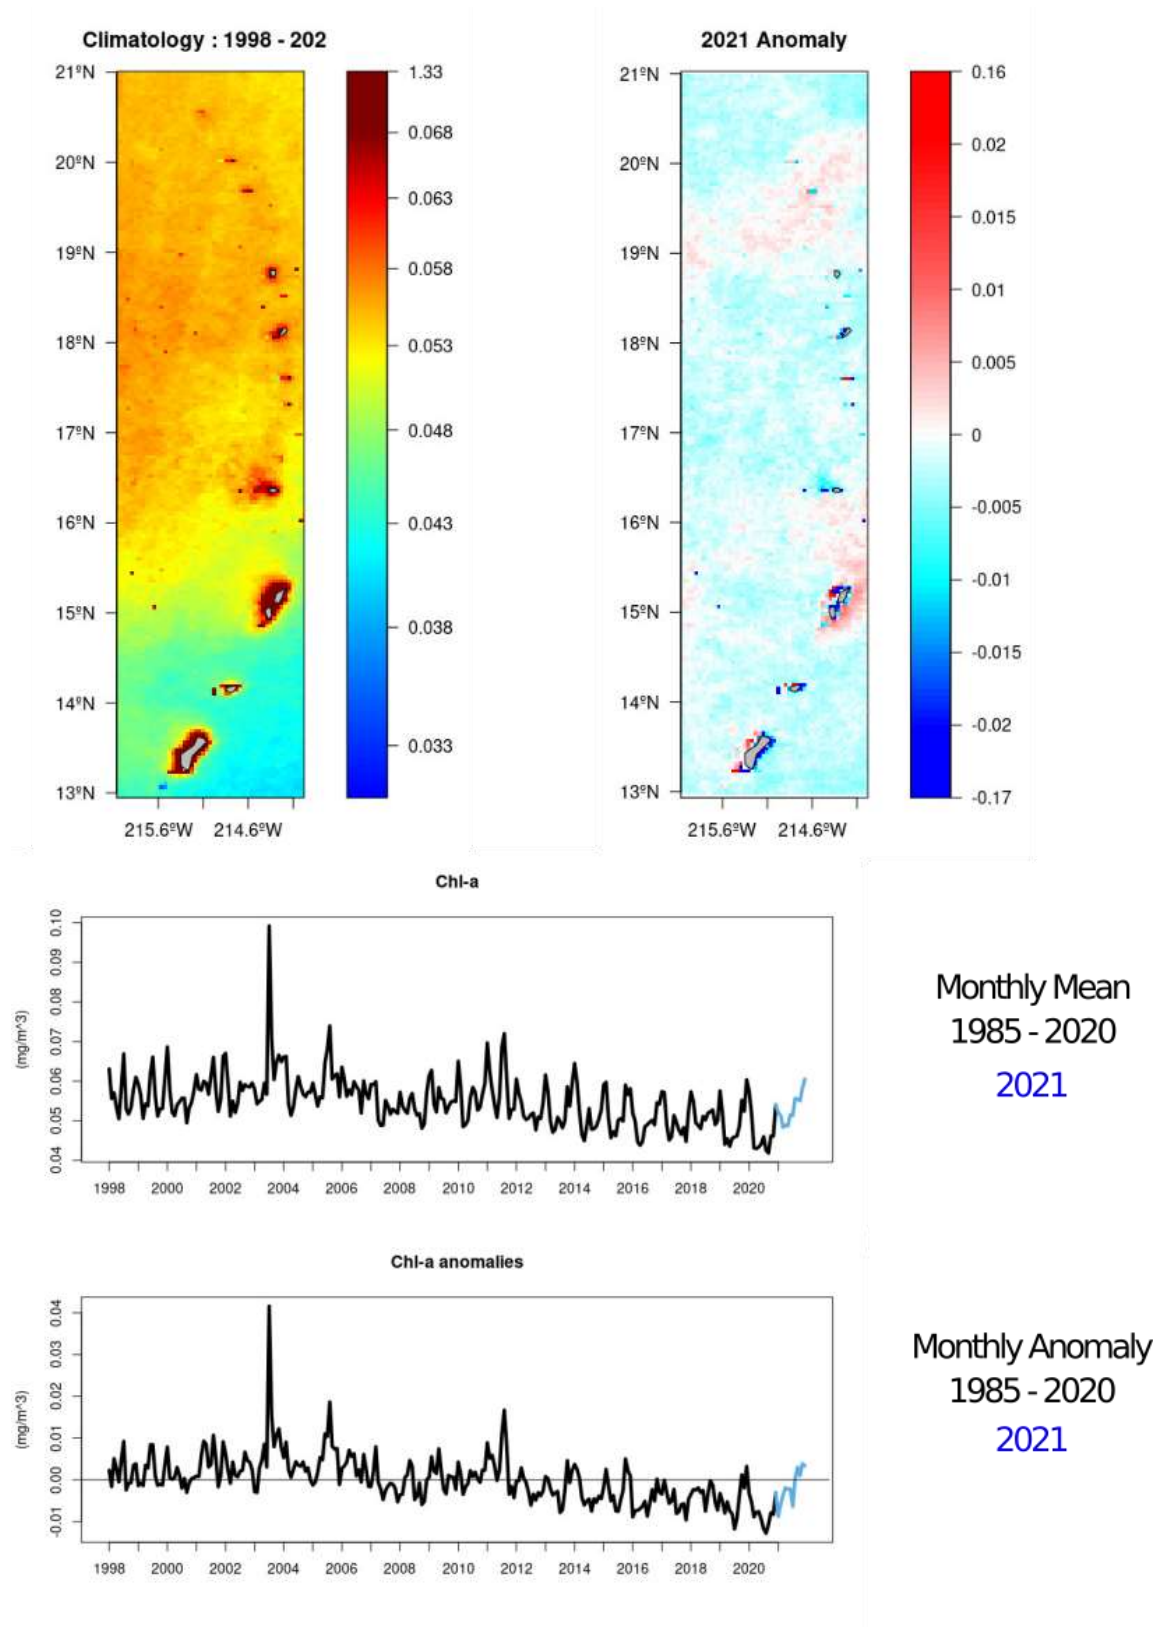 Climatology : 1998 - 202
21ºN
20ºN
19ºN
18ºN
17ºN
16ºN
15ºN
14ºN
13ºN
215.6ºW 214.6ºW
1.33
0.068
0.063
0.058
0.053
0.048
0.043
0.038
0.033
2021 Anomaly
21ºN
20ºN
19ºN
18ºN
17ºN
16ºN
15ºN
14ºN
13ºN
215.6ºW 214.6ºW
0.16
0.02
0.015
0.01
0.005
0
-0.005
-0.01
-0.015
-0.02
-0.17
Chl-a
(mg/m^3)
0.10
0.09
0.08
0.07
0.06
0.05
0.04
1998 2000 2002 2004 2006 2008 2010 2012 2014 2016 2018 2020
Monthly Mean
1985 - 2020
2021
Chl-a anomalies
(mg/m^3)
0.04
0.03
0.02
0.01
0.00
-0.01
1998 2000 2002 2004 2006 2008 2010 2012 2014 2016 2018 2020
Monthly Anomaly
1985 - 2020
2021